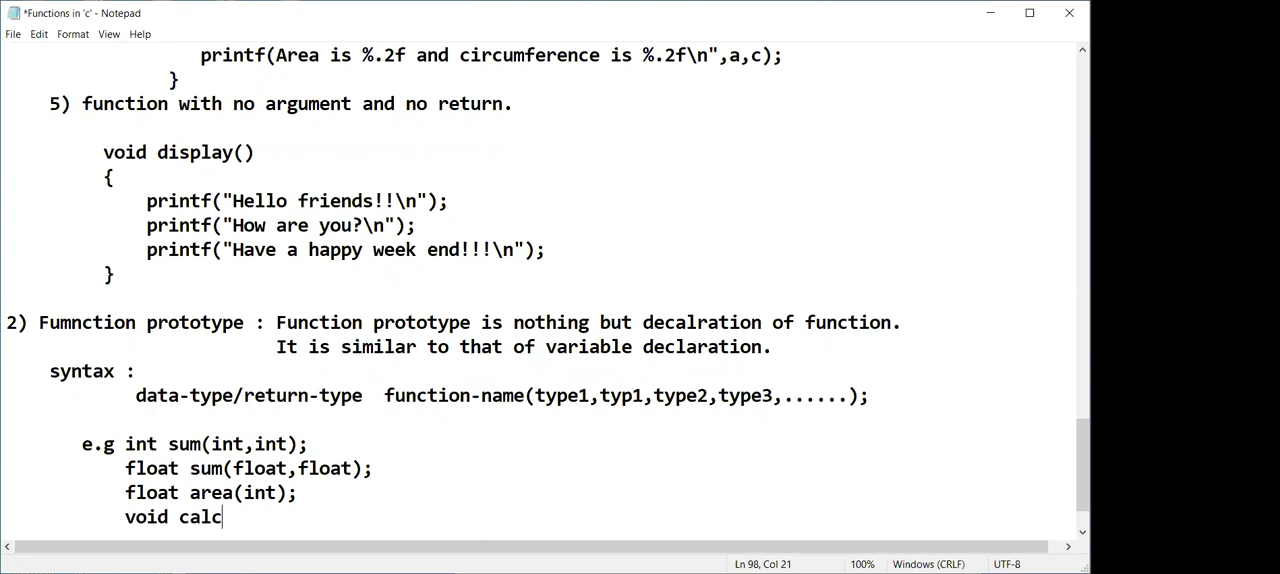 *Functions in 'c' - Notepad
File Edit Format View Help
printf(Area is %.2f and circumference is %.2f\n",a,c);
}
5) function with no argument and no return.
void display()
{
printf("Hello friends!!\n");
printf("How are you?\n");
printf("Have a happy week end!!!\n");
}
2) Fumnction prototype : Function prototype is nothing but decalration of function.
It is similar to that of variable declaration.
syntax :
data-type/return-type function-name(type1,typ1,type2,type3,......);
e.g int sum(int,int);
float sum(float,float);
float area(int);
void calc
Ln 98, Col 21 100% Windows (CRLF) UTF-8